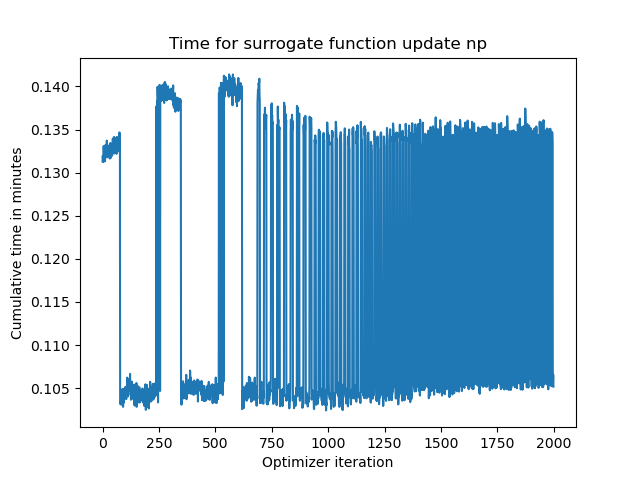 Time for surrogate function update np
Cumulative time in minutes
0.140
0.135
0.130
0.125
0.120
0.115
0.110
0.105
0 250 500 750 1000 1250 1500 1750 2000
Optimizer iteration